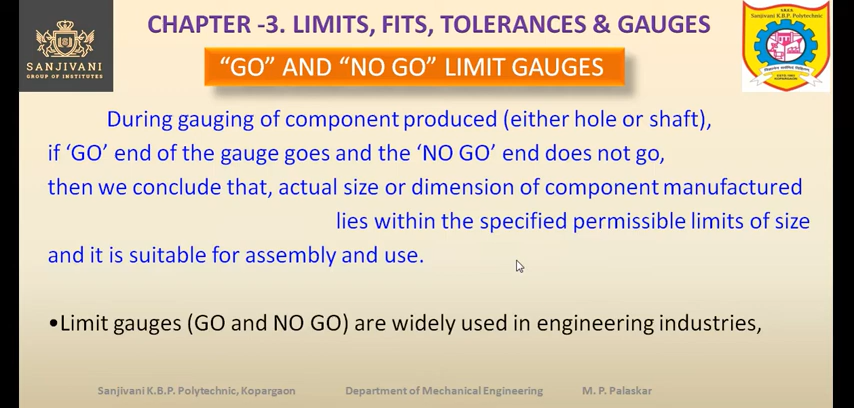 CHAPTER -3. LIMITS, FITS, TOLERANCES & GAUGES
SANJIVANI
GROUP OF INSTITUTES
Sanjivani K.B.P. Polytechnic
“GO” AND “NO GO” LIMIT GAUGES
During gauging of component produced (either hole or shaft),
if ‘GO’ end of the gauge goes and the ‘NO GO’ end does not go,
then we conclude that, actual size or dimension of component manufactured
lies within the specified permissible limits of size
and it is suitable for assembly and use.
•Limit gauges (GO and NO GO) are widely used in engineering industries,
Sanjivani K.B.P. Polytechnic, Kopargaon Department of Mechanical Engineering M. P. Palaskar